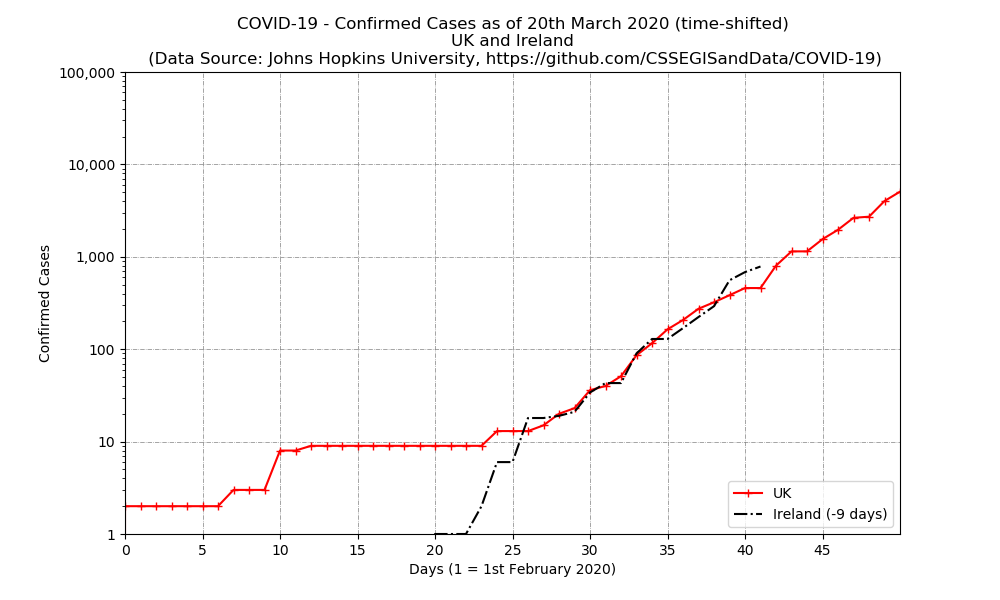 COVID-19 - Confirmed Cases as of 20th March 2020 (time-shifted)
UK and Ireland
(Data Source: Johns Hopkins University, https://github.com/CSSEGISandData/COVID-19)
100,000
10,000
1,000
100
10
1
Confirmed Cases
0 5 10 15 20 25 30 35 40 45
Days (1 = 1st February 2020)
UK
Ireland (-9 days)